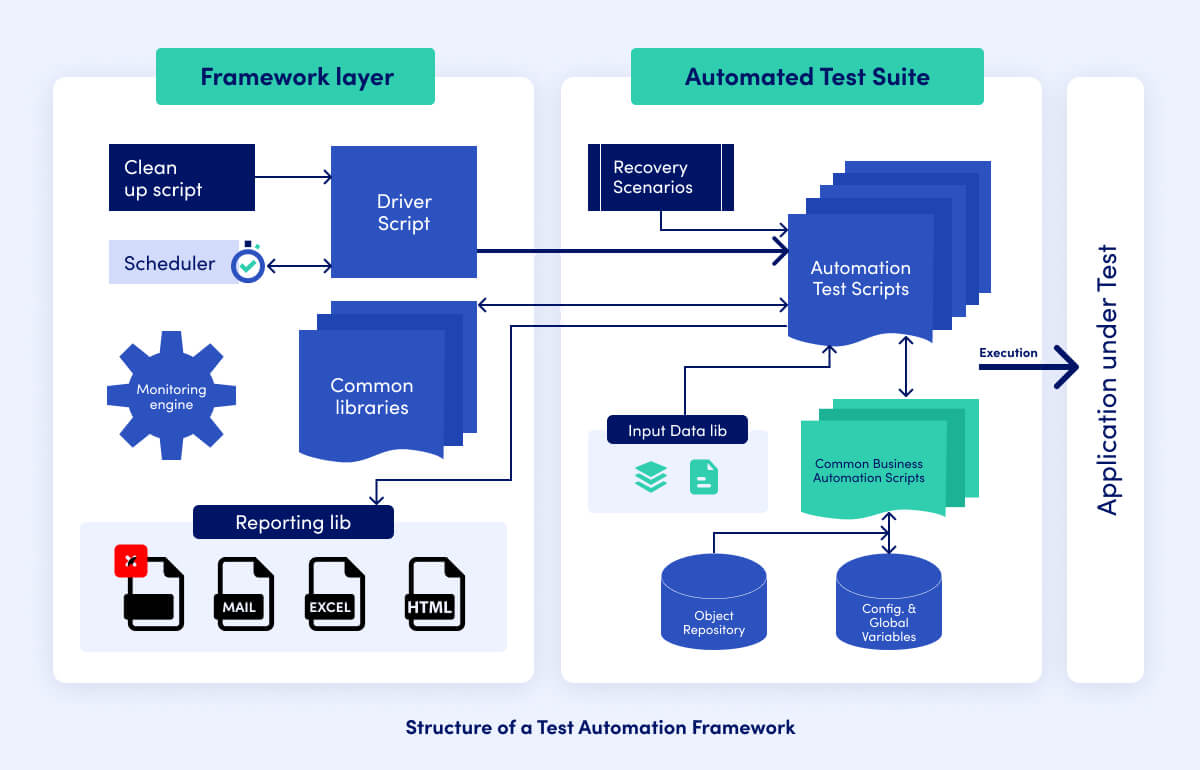 Framework layer
Automated Test Suite
Clean
up script
Driver
Script
Scheduler
Monitoring
engine
Common
libraries
Reporting lib
MAIL
EXCEL
HTML
Recovery
Scenarios
Automation
Test Scripts
Input Data lib
Common Business
Automation Scripts
Object
Repository
Config. &
Global
Variables
Execution
Application under Test
Structure of a Test Automation Framework